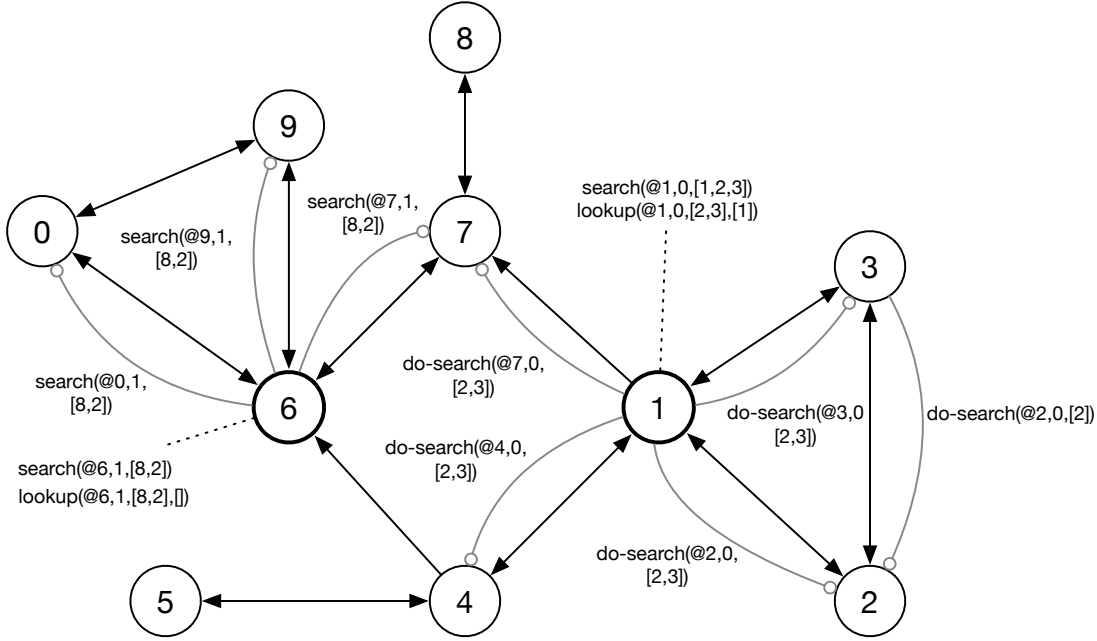 8
9
search(@7,1,
[8,2])
search(@1,0,[1,2,3])
lookup(@1,0,[2,3],[1])
0
search(@9,1,
[8,2])
7
3
do-search(@7,0,
[2,3])
search(@0,1,
[8,2])
6
1
do-search(@3,0
[2,3])
do-search(@2,0,[2])
do-search(@4,0,
[2,3])
search(@6,1,[8,2])
lookup(@6,1,[8,2],[])
do-search(@2,0,
[2,3])
5
4
2